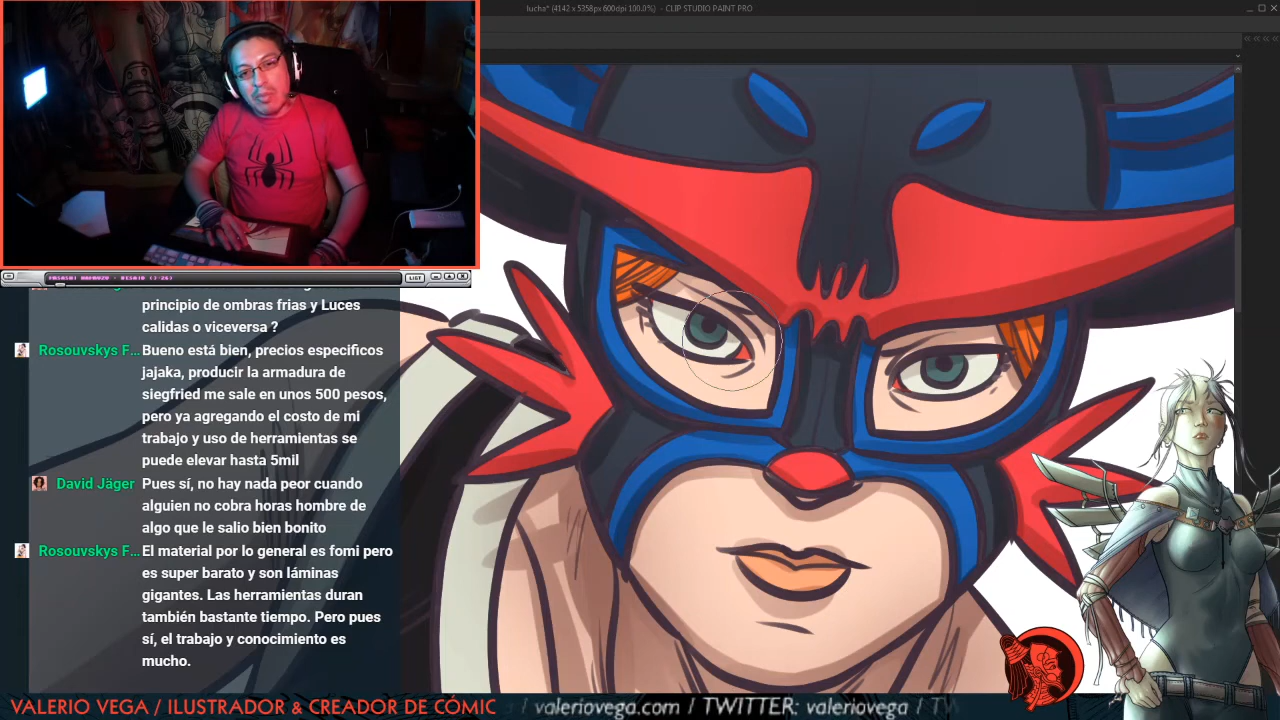 lucha* (4142 x 5358px 600dpi 100.0%) - CLIP STUDIO PAINT PRO
LIST
principio de ombras frias y Luces
calidas o viceversa ?
Rosouvskys F... Bueno está bien, precios especificos
jajaka, producir la armadura de
siegfried me sale en unos 500 pesos,
pero ya agregando el costo de mi
trabajo y uso de herramientas se
puede elevar hasta 5mil
David Jäger Pues sí, no hay nada peor cuando
alguien no cobra horas hombre de
algo que le salio bien bonito
Rosouvskys F... El material por lo general es fomi pero
es super barato y son láminas
gigantes. Las herramientas duran
también bastante tiempo. Pero pues
sí, el trabajo y conocimiento es
mucho.
VALERIO VEGA / ILUSTRADOR & CREADOR DE CÓMIC / valeriovega.com / TWITTER: valeriovega / TW